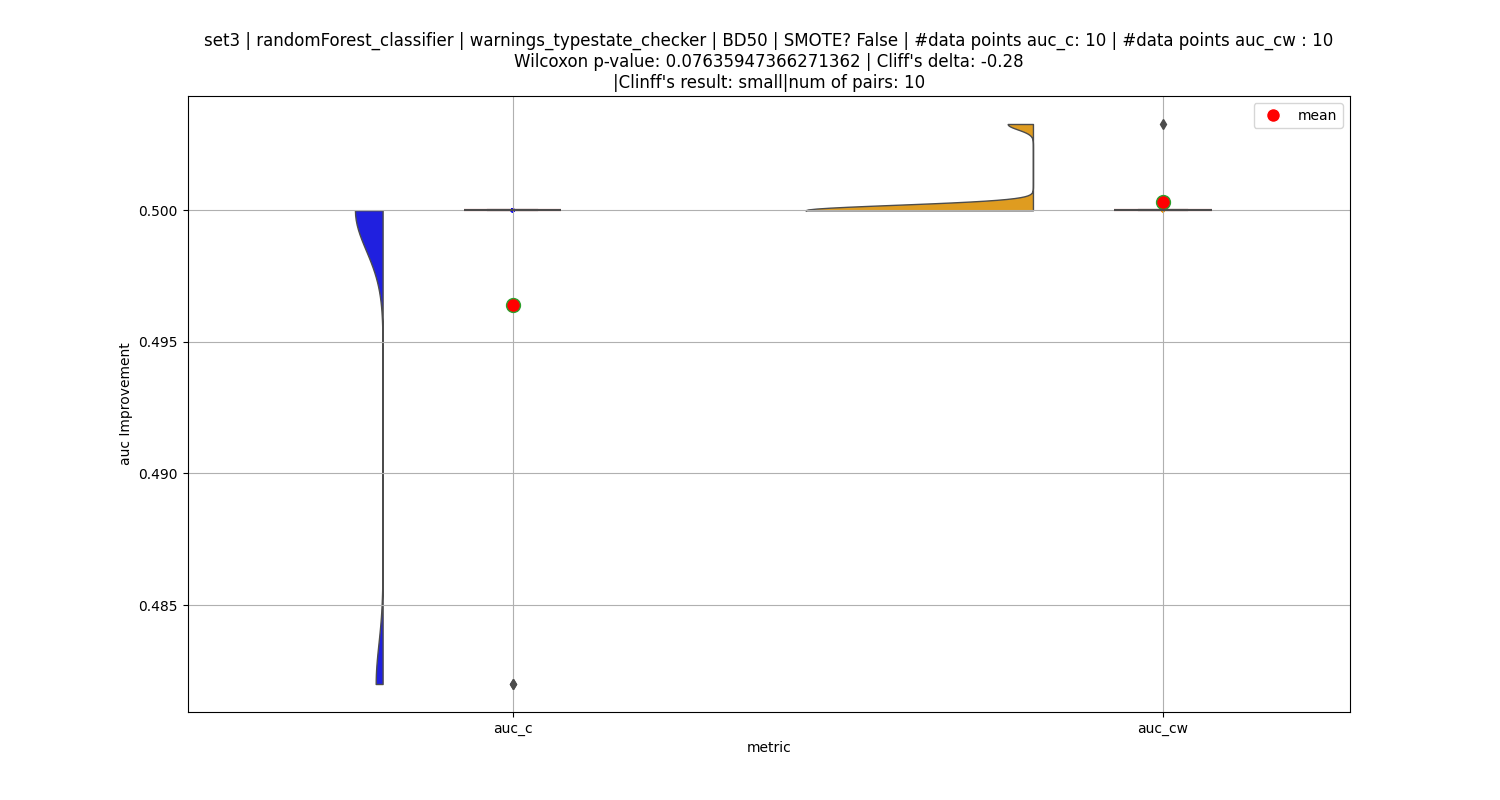 set3 | randomForest_classifier | warnings_typestate_checker | BD50 | SMOTE? False | #data points auc_c: 10 | #data points auc_cw : 10
Wilcoxon p-value: 0.07635947366271362 | Cliff's delta: -0.28
|Clinff's result: small|num of pairs: 10
mean
0.500
0.495
0.490
0.485
auc Improvement
auc_c
auc_cw
metric